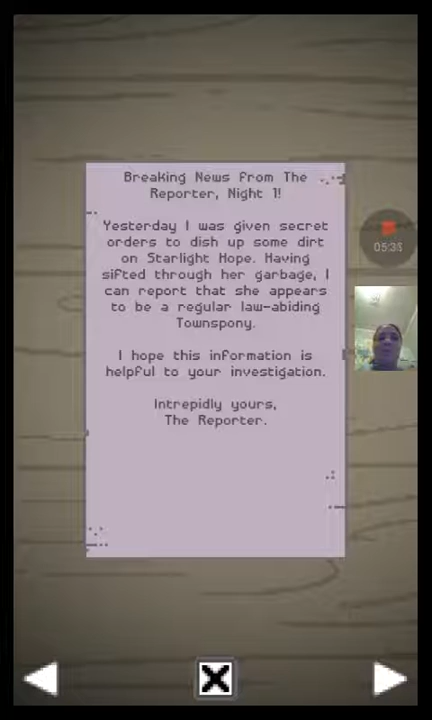 Breaking News from The
Reporter, Night 1!
Yesterday I was given secret
orders to dish up some dirt
on Starlight Hope. Having
sifted through her garbage, I
can report that she appears
to be a regular law-abiding
Townspony.
I hope this information is
helpful to your investigation.
Intrepidly yours,
The Reporter.